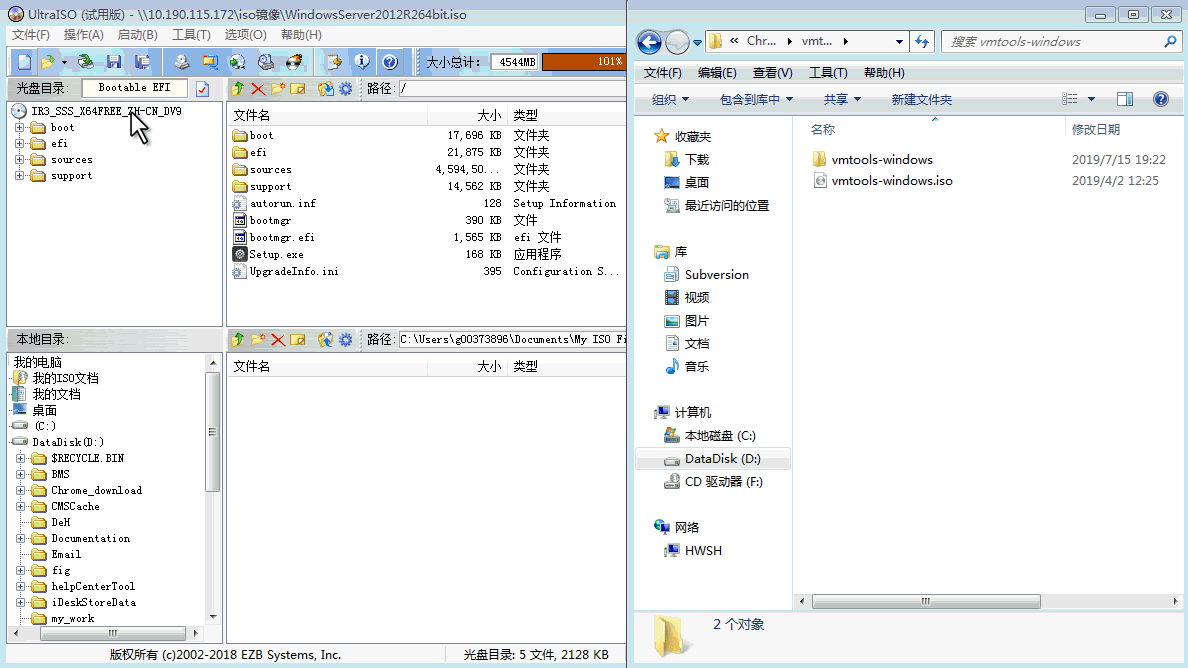 UltraISO (试用版) - \\10.190.115.172\iso镜像\WindowsServer2012R264bit.iso
文件(F) 操作(A) 启动(B) 工具(T) 选项(O) 帮助(H)
大小总计: 4544MB 101%
光盘目录: Bootable EFI 路径: /
IR3_SSS_X64FREE_ZH-CN_DV9
boot
efi
sources
support
文件名 大小 类型
boot 17,696 KB 文件夹
efi 21,875 KB 文件夹
sources 4,594,50... 文件夹
support 14,562 KB 文件夹
autorun.inf 128 Setup Information
bootmgr 390 KB 文件
bootmgr.efi 1,565 KB efi 文件
Setup.exe 168 KB 应用程序
UpgradeInfo.ini 395 Configuration S...
本地目录: 路径: C:\Users\g00373896\Documents\My ISO Fi
我的电脑
我的ISO文档
我的文档
桌面
(C:)
DataDisk(D:)
$RECYCLE.BIN
BMS
Chrome_download
CMSCache
DeH
Documentation
Email
fig
helpCenterTool
iDeskStoreData
my_work
文件名 大小 类型
版权所有 (c)2002-2018 EZB Systems, Inc. 光盘目录: 5 文件, 2128 KB
« Chr... vmt... 搜索 vmtools-windows
文件(F) 编辑(E) 查看(V) 工具(T) 帮助(H)
组织 包含到库中 共享 新建文件夹
收藏夹
下载
桌面
最近访问的位置
库
Subversion
视频
图片
文档
音乐
计算机
本地磁盘 (C:)
DataDisk (D:)
CD 驱动器 (F:)
网络
HWSH
名称 修改日期
vmtools-windows 2019/7/15 19:22
vmtools-windows.iso 2019/4/2 12:25
2 个对象